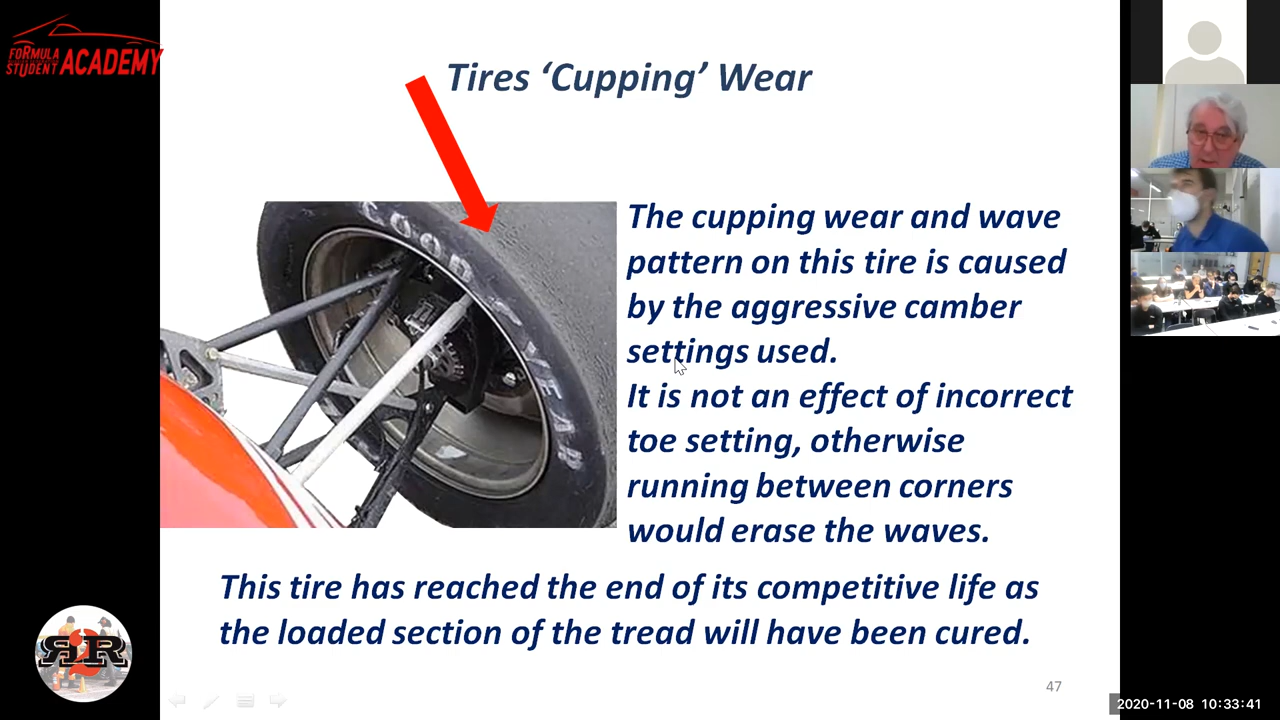 FORMULA
STUDENT ACADEMY
Tires ‘Cupping’ Wear
GOOD YEAR
The cupping wear and wave
pattern on this tire is caused
by the aggressive camber
settings used.
It is not an effect of incorrect
toe setting, otherwise
running between corners
would erase the waves.
This tire has reached the end of its competitive life as
the loaded section of the tread will have been cured.
47
2020-11-08 10:33:41